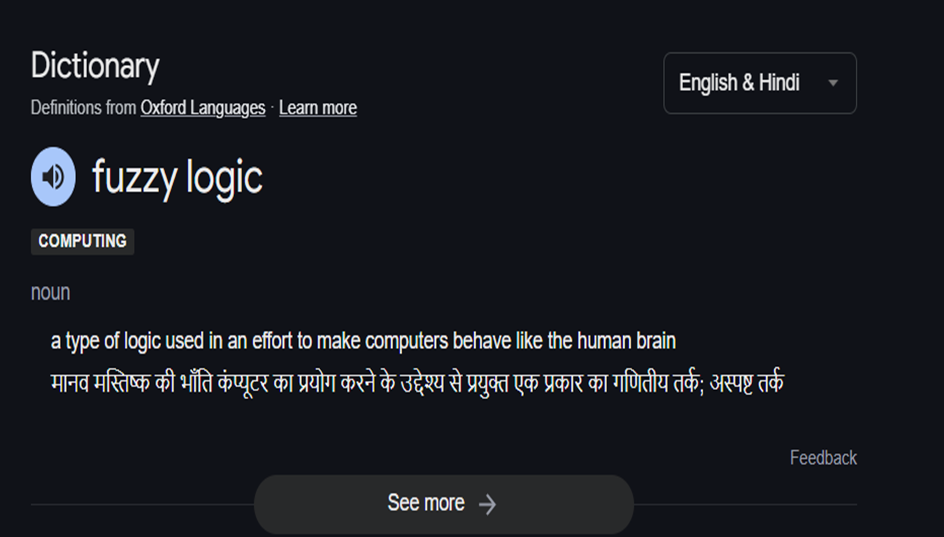 Dictionary
English & Hindi
Definitions from Oxford Languages · Learn more
fuzzy logic
COMPUTING
noun
a type of logic used in an effort to make computers behave like the human brain
मानव मस्तिष्क की भाँति कंप्यूटर का प्रयोग करने के उद्देश्य से प्रयुक्त एक प्रकार का गणितीय तर्क; अस्पष्ट तर्क
Feedback
See more →